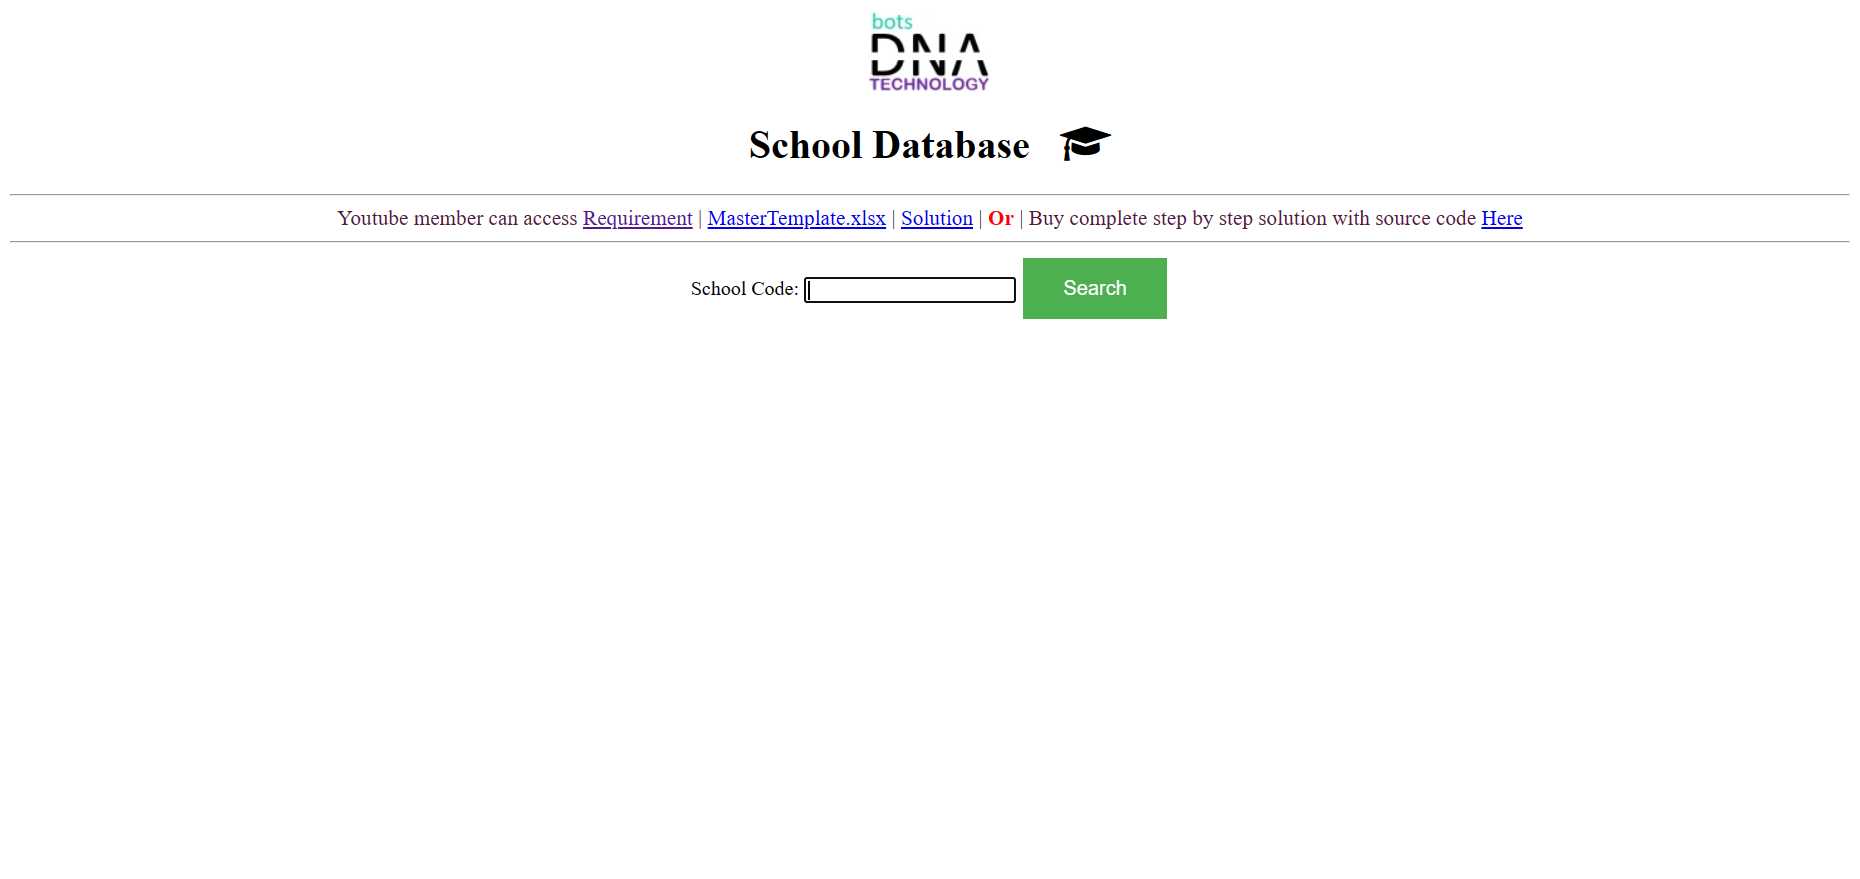 bots
DNA
TECHNOLOGY
School Database
Youtube member can access Requirement | MasterTemplate.xlsx | Solution | Or | Buy complete step by step solution with source code Here
School Code: Search